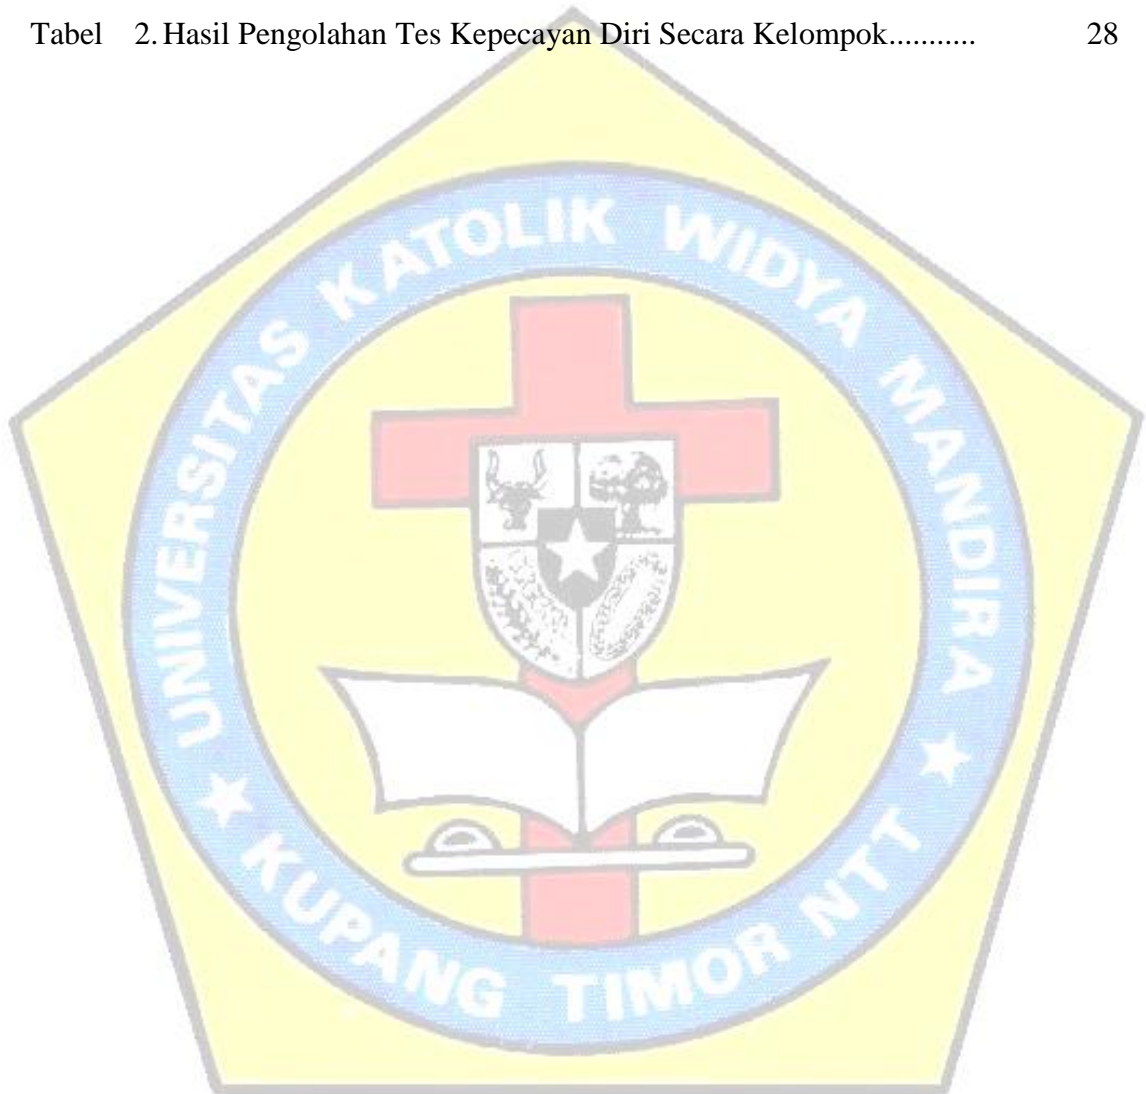 Tabel 2. Hasil Pengolahan Tes Kepecayan Diri Secara Kelompok........... 28
UNIVERSITAS KATOLIK WIDYA MANDIRA
★ KUPANG TIMOR NTT ★